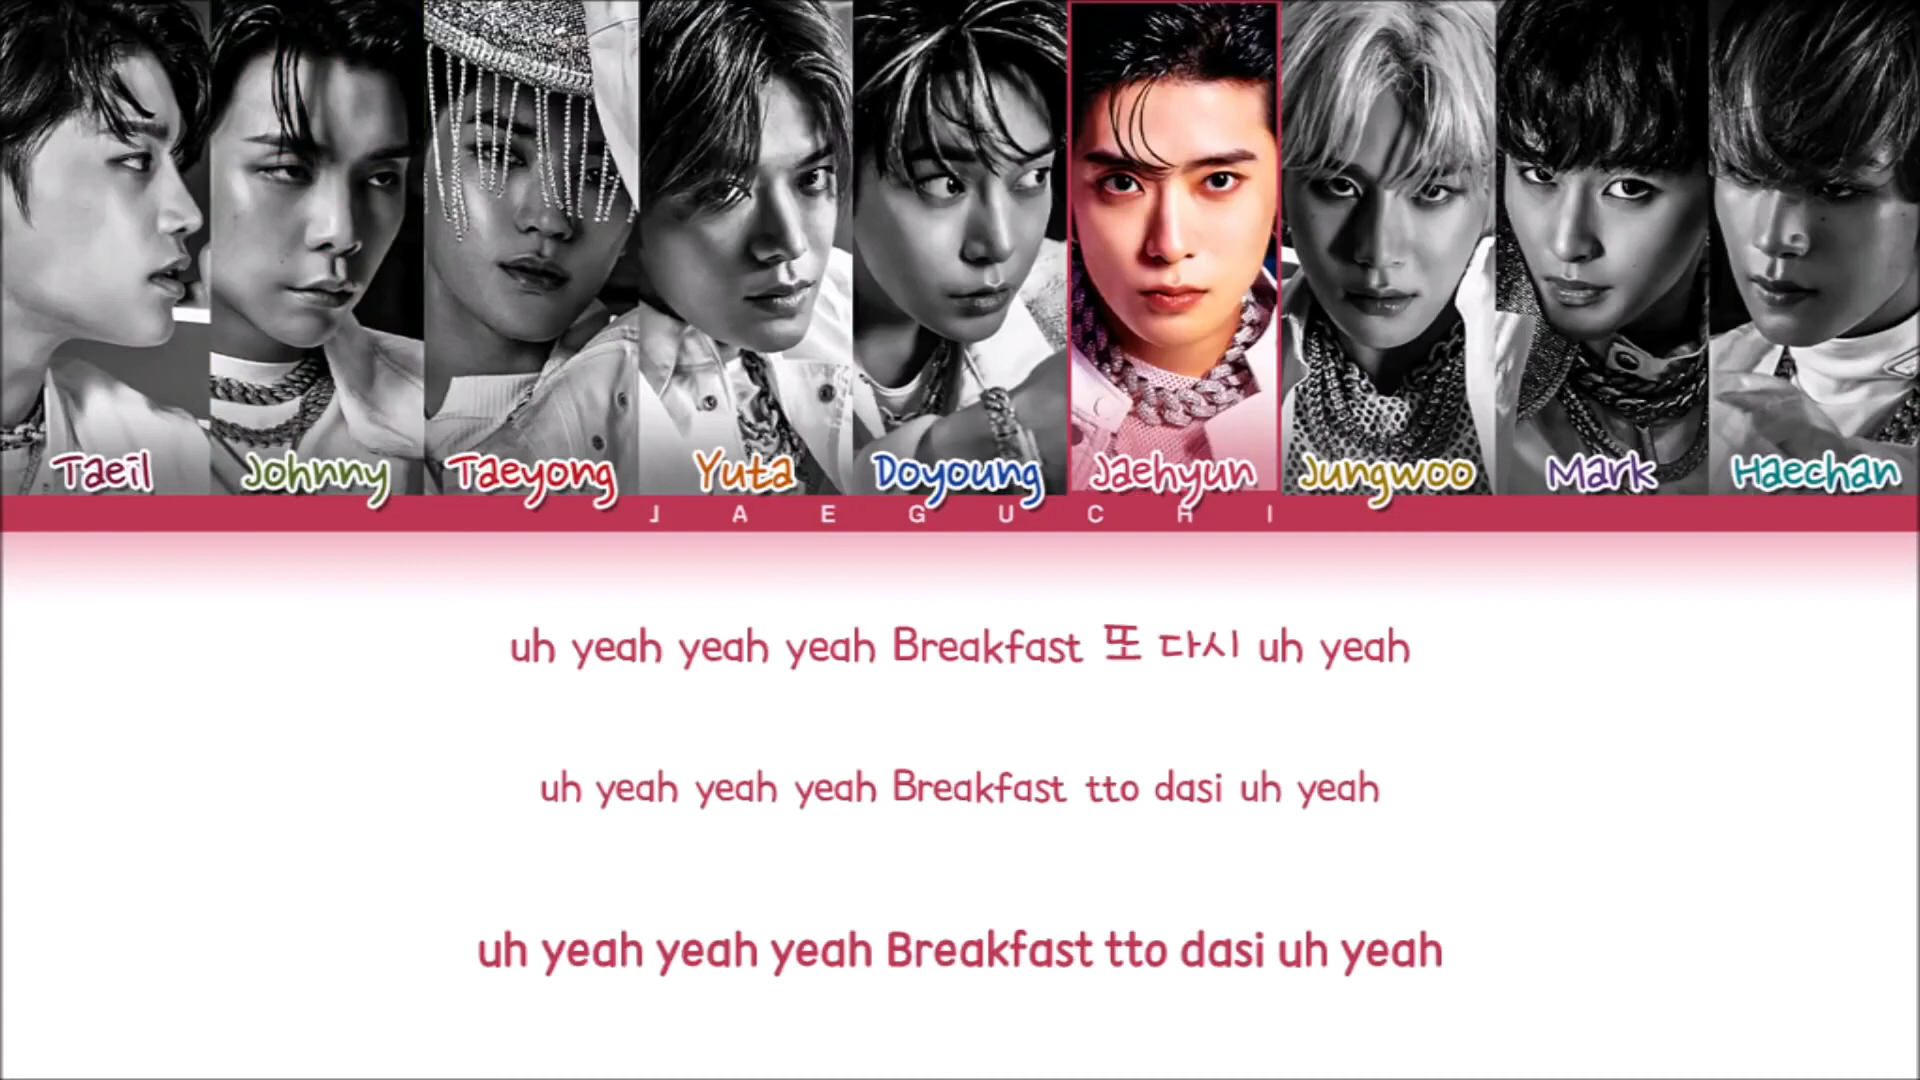 Taeil Johnny Taeyong Yuta Doyoung Jaehyun Jungwoo Mark Haechan
JAEGUCHI
uh yeah yeah yeah Breakfast 또 다시 uh yeah
uh yeah yeah yeah Breakfast tto dasi uh yeah
uh yeah yeah yeah Breakfast tto dasi uh yeah